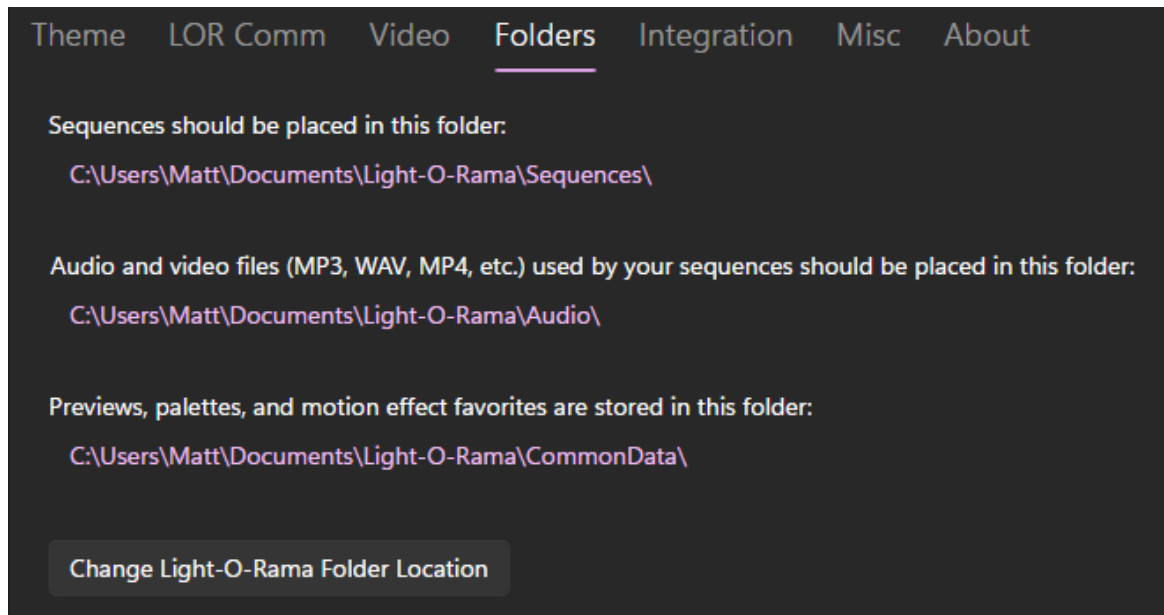 Theme LOR Comm Video Folders Integration Misc About
Sequences should be placed in this folder:
C:\Users\Matt\Documents\Light-O-Rama\Sequences\
Audio and video files (MP3, WAV, MP4, etc.) used by your sequences should be placed in this folder:
C:\Users\Matt\Documents\Light-O-Rama\Audio\
Previews, palettes, and motion effect favorites are stored in this folder:
C:\Users\Matt\Documents\Light-O-Rama\CommonData\
Change Light-O-Rama Folder Location